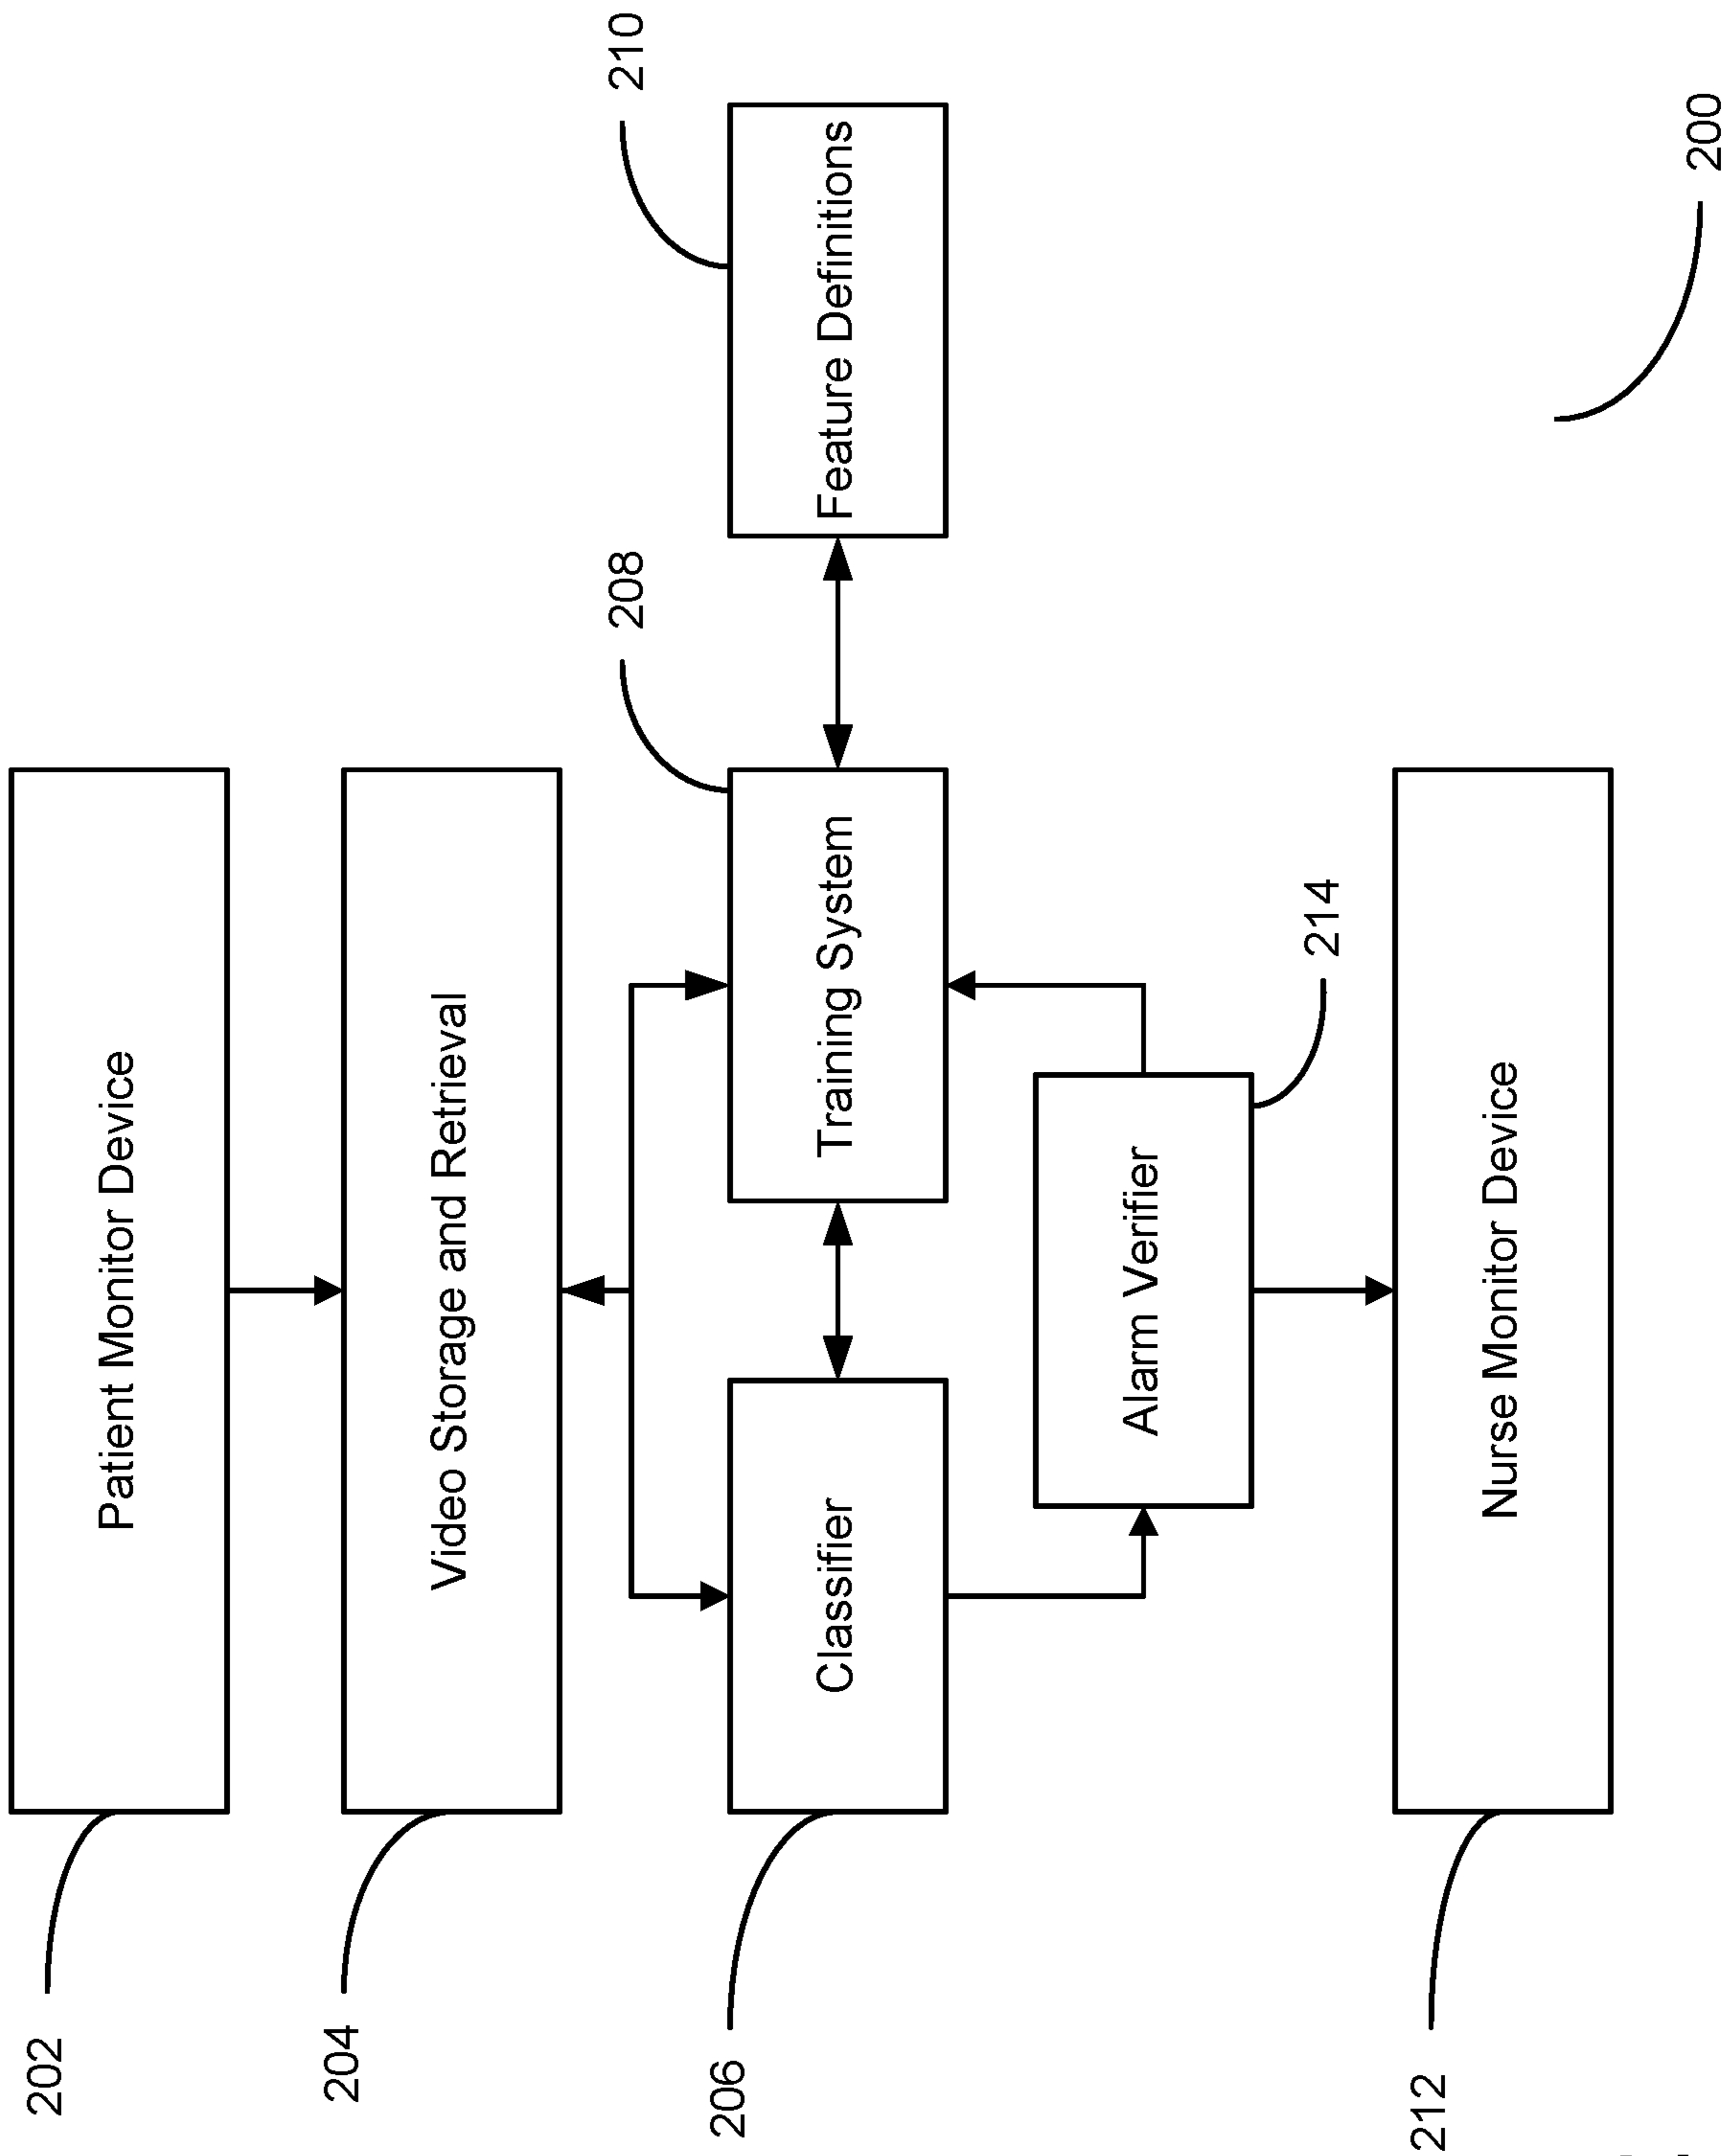 202
Patient Monitor Device
204
Video Storage and Retrieval
206
Classifier
208
Training System
210
Feature Definitions
214
Alarm Verifier
212
Nurse Monitor Device
200